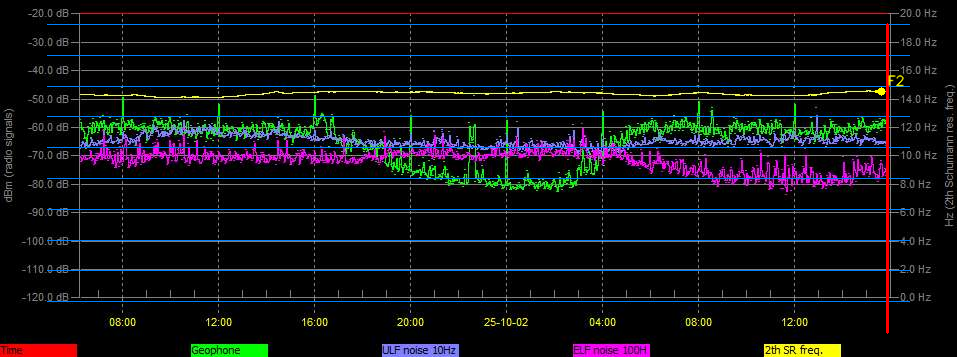 -20.0 dB 20.0 Hz
-30.0 dB 18.0 Hz
-40.0 dB 16.0 Hz
F2
-50.0 dB 14.0 Hz
-60.0 dB 12.0 Hz
-70.0 dB 10.0 Hz
-80.0 dB 8.0 Hz
-90.0 dB 6.0 Hz
-100.0 dB 4.0 Hz
-110.0 dB 2.0 Hz
-120.0 dB 0.0 Hz
dBm (radio signals)
Hz (2th Schumann res. freq.)
08:00 12:00 16:00 20:00 25-10-02 04:00 08:00 12:00
Time Geophone ULF noise 10Hz ELF noise 100H 2th SR freq.